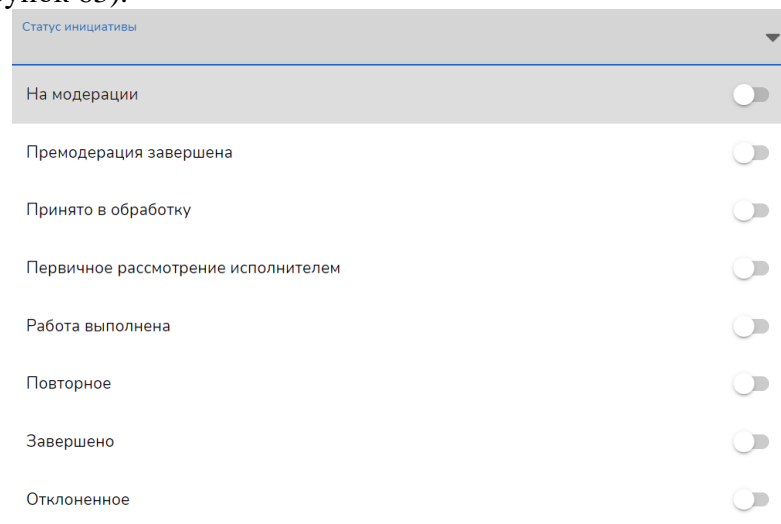 Статус инициативы
На модерации
Премодерация завершена
Принято в обработку
Первичное рассмотрение исполнителем
Работа выполнена
Повторное
Завершено
Отклоненное